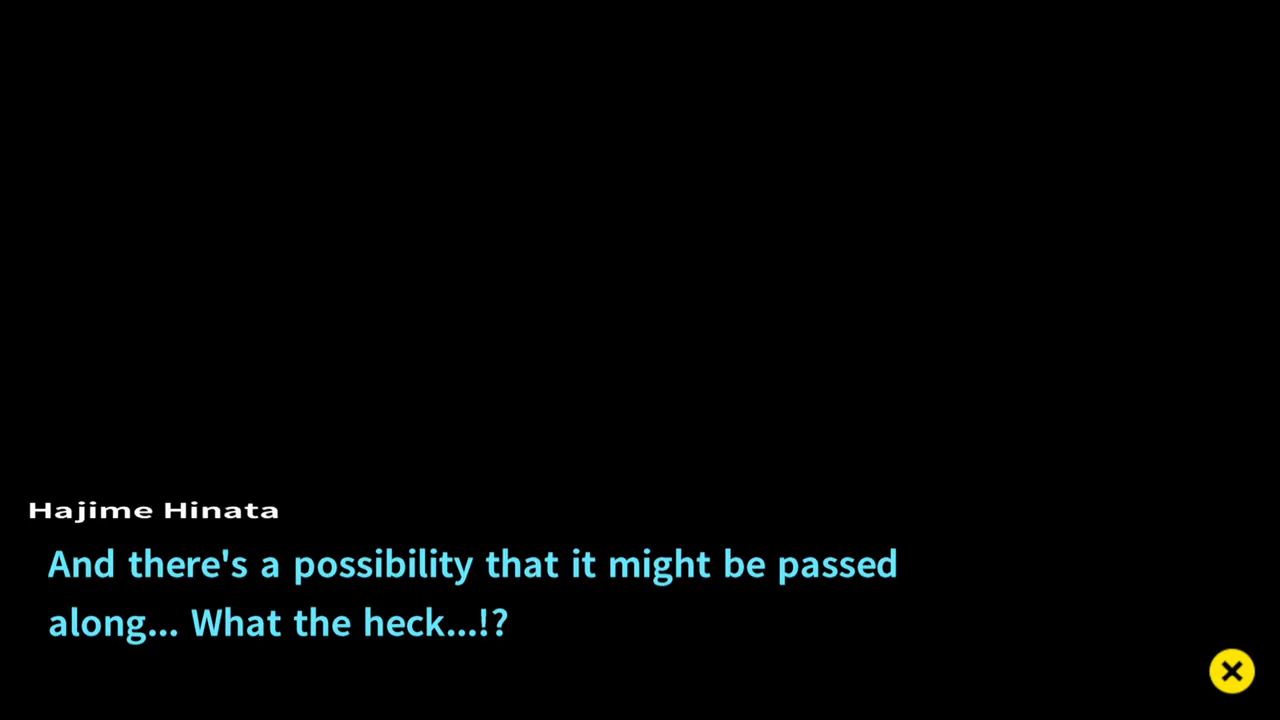 Hajime Hinata
And there's a possibility that it might be passed
along... What the heck...!?